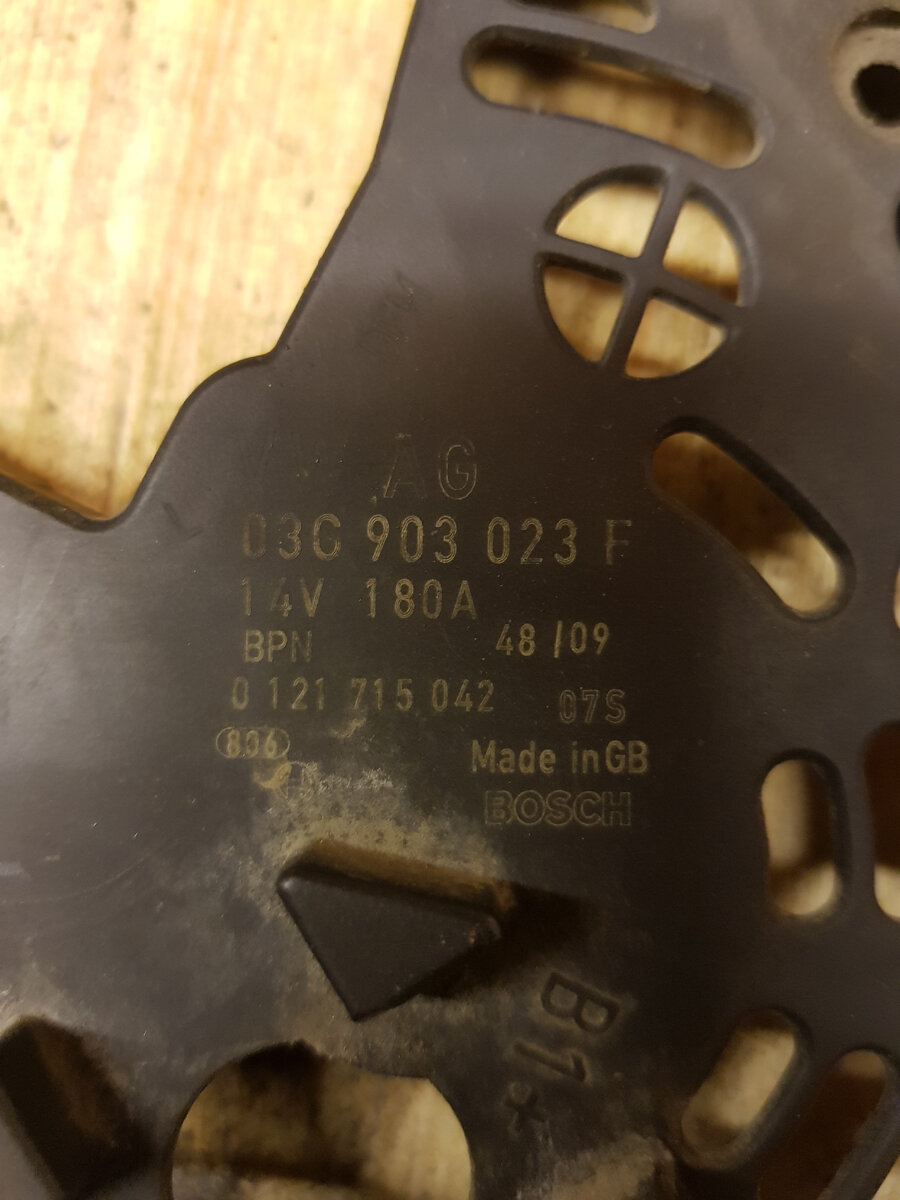 AG
03G 903 023 F
14V 180A
BPN 48/09
0 121 715 042 07S
806
Made in GB
BOSCH
B1+